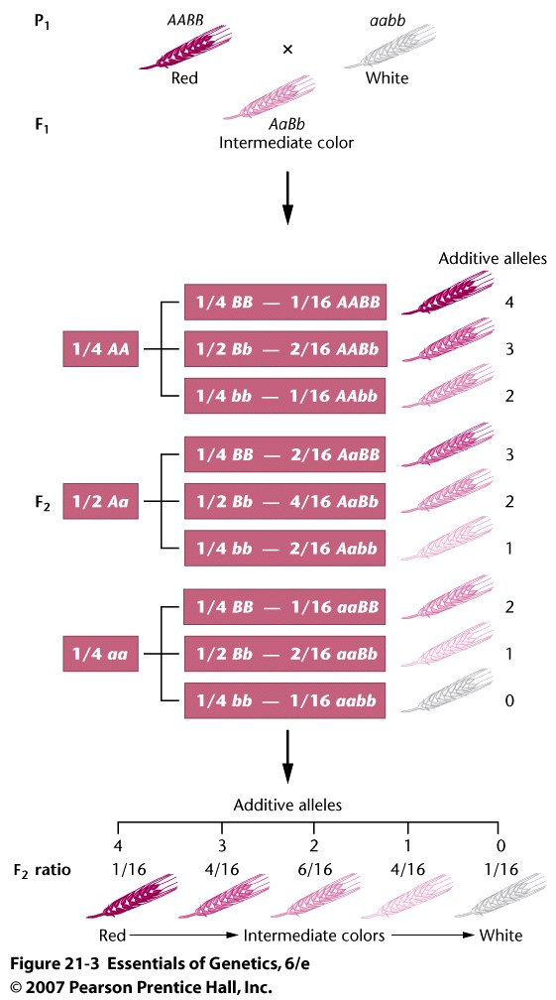 P1 AABB aabb
×
Red White
F1 AaBb
Intermediate color
Additive alleles
1/4 BB — 1/16 AABB 4
1/4 AA 1/2 Bb — 2/16 AABb 3
1/4 bb — 1/16 AAbb 2
1/4 BB — 2/16 AaBB 3
F2 1/2 Aa 1/2 Bb — 4/16 AaBb 2
1/4 bb — 2/16 Aabb 1
1/4 BB — 1/16 aaBB 2
1/4 aa 1/2 Bb — 2/16 aaBb 1
1/4 bb — 1/16 aabb 0
Additive alleles
4 3 2 1 0
F2 ratio 1/16 4/16 6/16 4/16 1/16
Red Intermediate colors White
Figure 21-3 Essentials of Genetics, 6/e
© 2007 Pearson Prentice Hall, Inc.